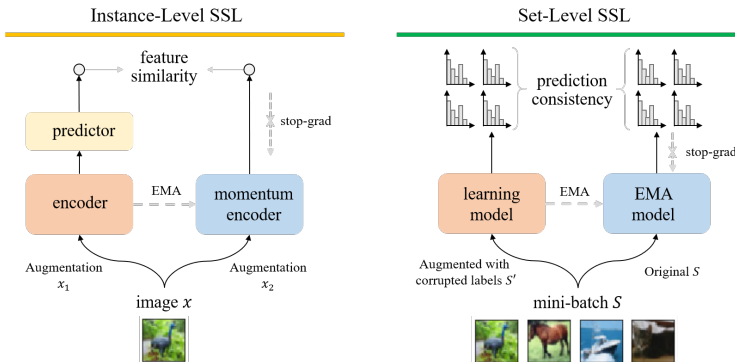 Instance-Level SSL
feature
similarity
predictor
stop-grad
encoder
EMA
momentum
encoder
Augmentation
x₁
Augmentation
x₂
image x
Set-Level SSL
prediction
consistency
stop-grad
learning
model
EMA
EMA
model
Augmented with
corrupted labels S′
Original S
mini-batch S